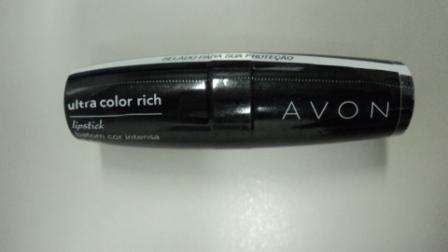 SELADO PARA SUA PROTEÇÃO
ultra color rich
AVON
lipstick
batom cor intensa